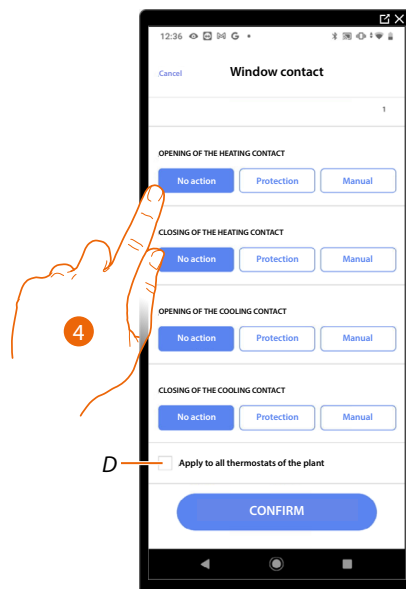 12:36 G
Cancel Window contact
1
OPENING OF THE HEATING CONTACT
No action Protection Manual
CLOSING OF THE HEATING CONTACT
No action Protection Manual
4
OPENING OF THE COOLING CONTACT
No action Protection Manual
CLOSING OF THE COOLING CONTACT
No action Protection Manual
D Apply to all thermostats of the plant
CONFIRM